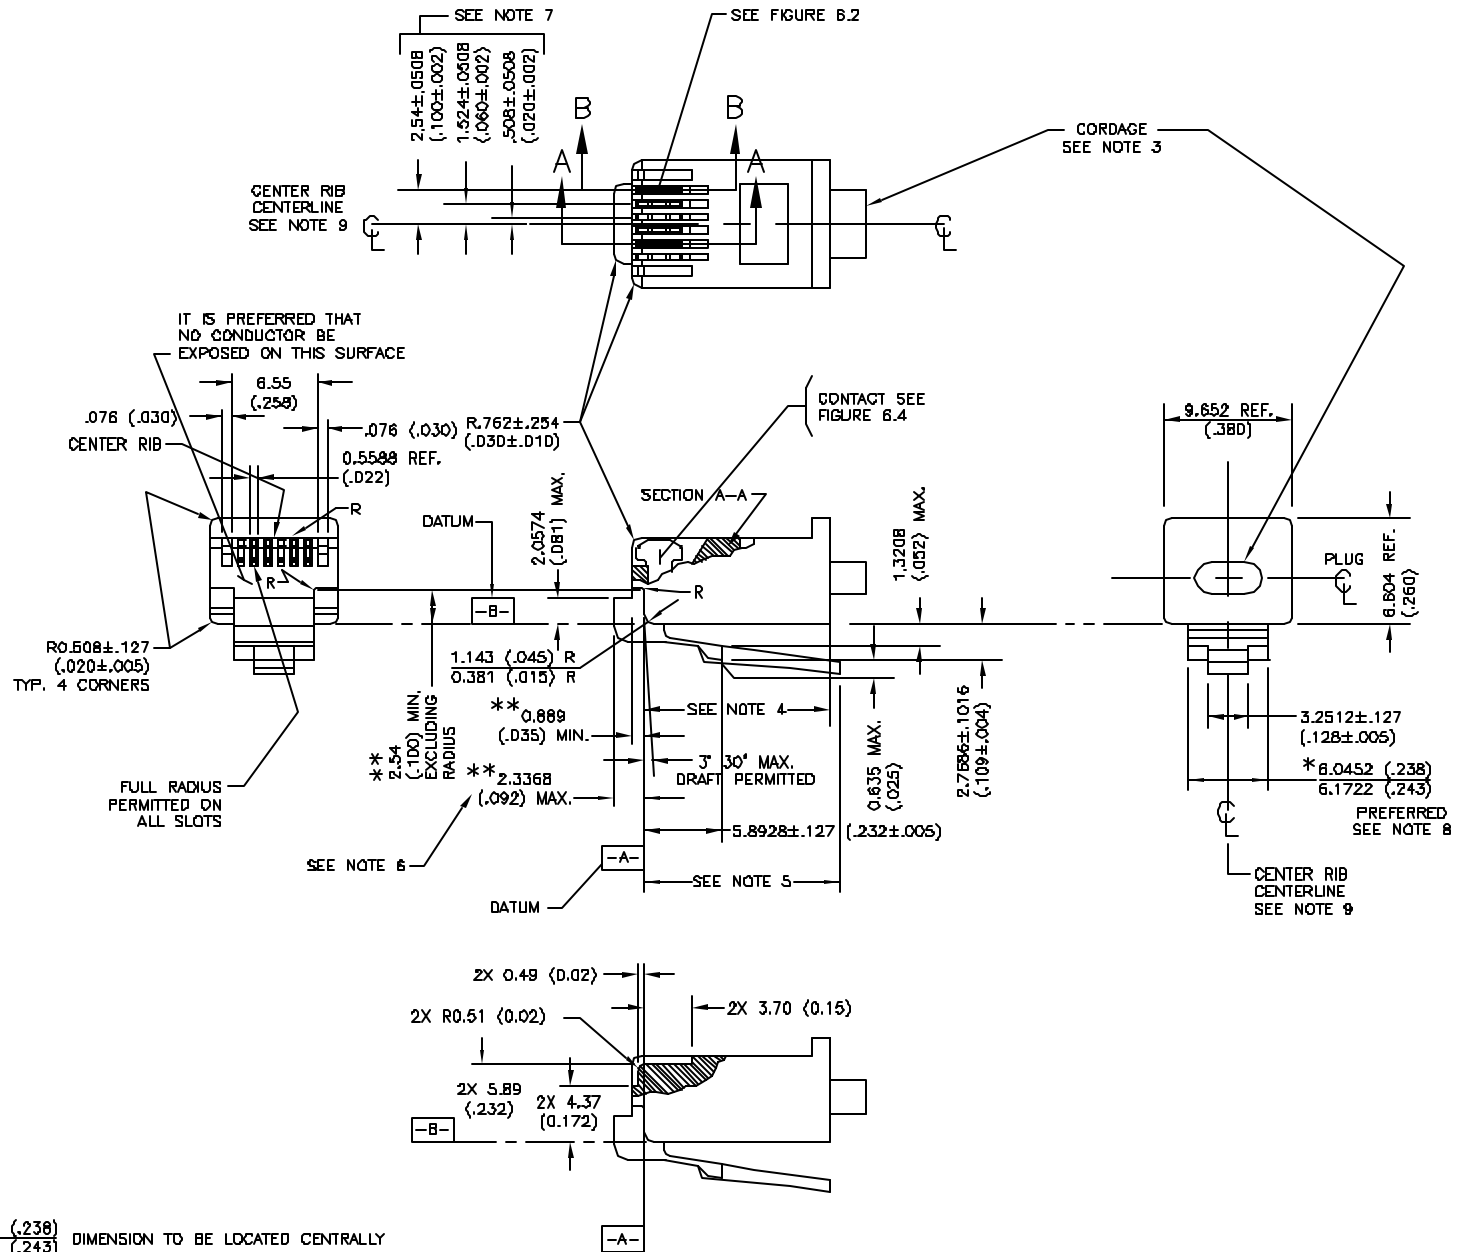 SEE NOTE 7
SEE FIGURE 6.2
2.54±.0508
(.100±.002)
1.524±.0508
(.060±.002)
.508±.0508
(.020±.002)
B
B
A
A
CORDAGE
SEE NOTE 3
CENTER RIB
CENTERLINE
SEE NOTE 9
CL
CL
IT IS PREFERRED THAT
NO CONDUCTOR BE
EXPOSED ON THIS SURFACE
6.55
(.258)
.076 (.030)
.076 (.030)
CENTER RIB
0.5588 REF.
(.022)
R.762±.254
(.030±.010)
CONTACT SEE
FIGURE 6.4
9.652 REF.
(.380)
R
DATUM
2.0574
(.081) MAX.
SECTION A-A
1.3208
(.052) MAX.
PLUG
CL
6.604 REF.
(.260)
R
R
-B-
R0.508±.127
(.020±.005)
TYP. 4 CORNERS
1.143 (.045) R
0.381 (.015) R
**
2.54
(.100) MIN.
EXCLUDING
RADIUS
**0.889
(.035) MIN.
SEE NOTE 4
0.635 MAX.
(.025)
2.7686±.1016
(.109±.004)
3.2512±.127
(.128±.005)
3° 30' MAX.
DRAFT PERMITTED
**2.3368
(.092) MAX.
*6.0452 (.238)
6.1722 (.243)
PREFERRED
SEE NOTE 8
CL
FULL RADIUS
PERMITTED ON
ALL SLOTS
5.8928±.127 (.232±.005)
SEE NOTE 6
-A-
SEE NOTE 5
DATUM
CENTER RIB
CENTERLINE
SEE NOTE 9
2X 0.49 (0.02)
2X R0.51 (0.02)
2X 3.70 (0.15)
2X 5.89
(.232)
2X 4.37
(0.172)
-B-
-A-
(.238)
(.243) DIMENSION TO BE LOCATED CENTRALLY